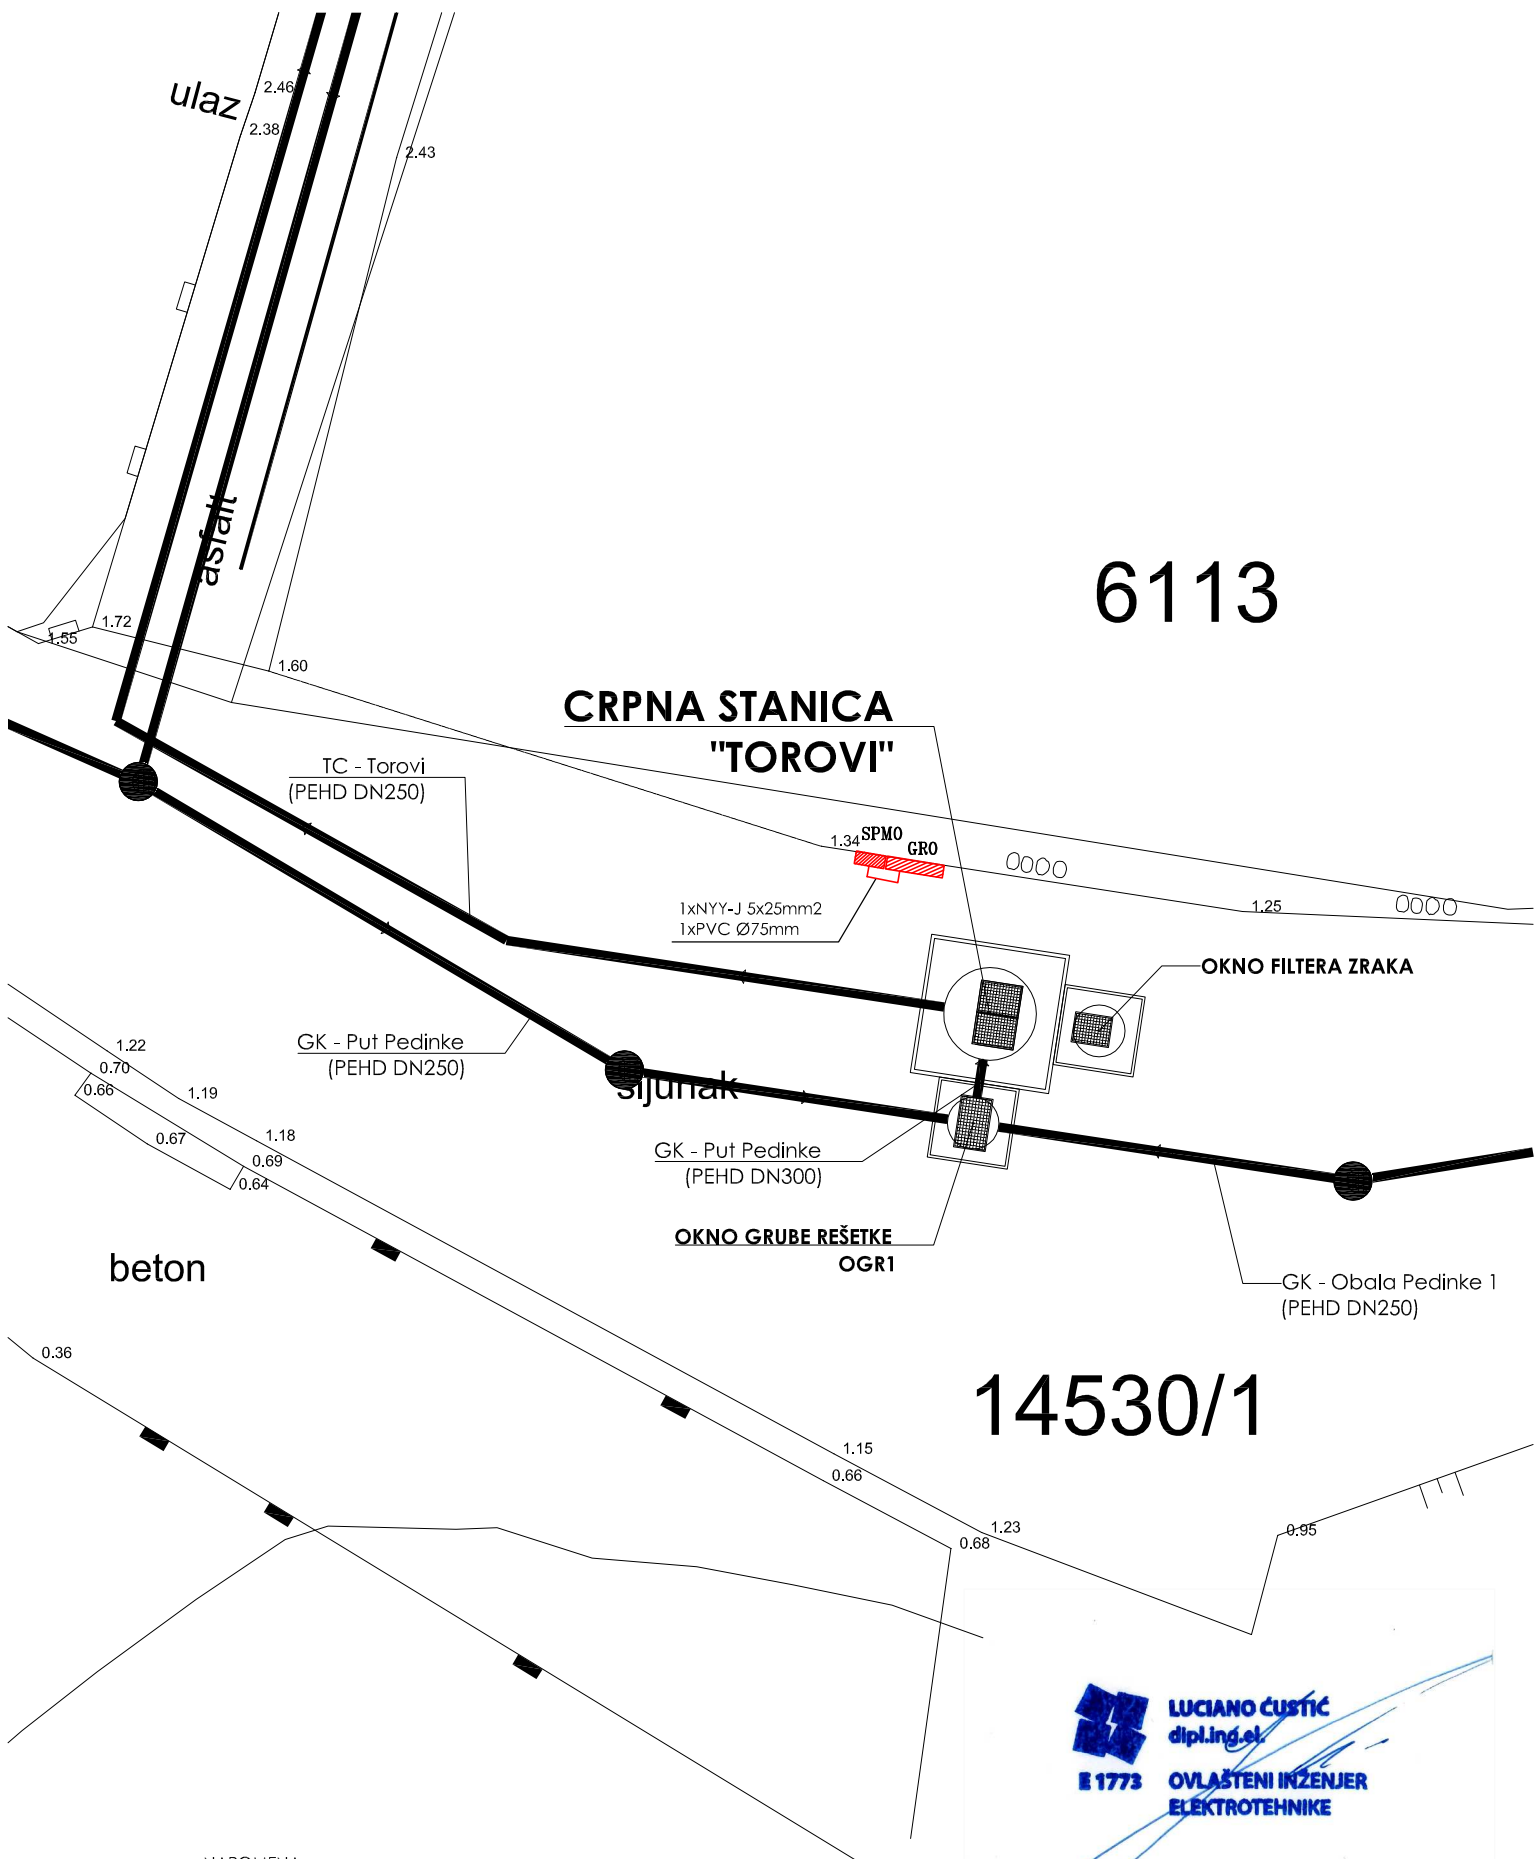 ulaz
2.46
2.38
2.43
asfalt
6113
1.72
1.55
1.60
CRPNA STANICA
"TOROVI"
TC - Torovi
(PEHD DN250)
1.34
SPMO
GRO
1xNYY-J 5x25mm2
1xPVC Ø75mm
1.25
OKNO FILTERA ZRAKA
GK - Put Pedinke
(PEHD DN250)
šljunak
1.22
0.70
0.66
1.19
0.67
1.18
0.69
0.64
GK - Put Pedinke
(PEHD DN300)
OKNO GRUBE REŠETKE
OGR1
beton
GK - Obala Pedinke 1
(PEHD DN250)
0.36
14530/1
1.15
0.66
1.23
0.68
0.95
LUCIANO ĆUSTIĆ
dipl.ing.el.
E 1773
OVLAŠTENI INŽENJER
ELEKTROTEHNIKE